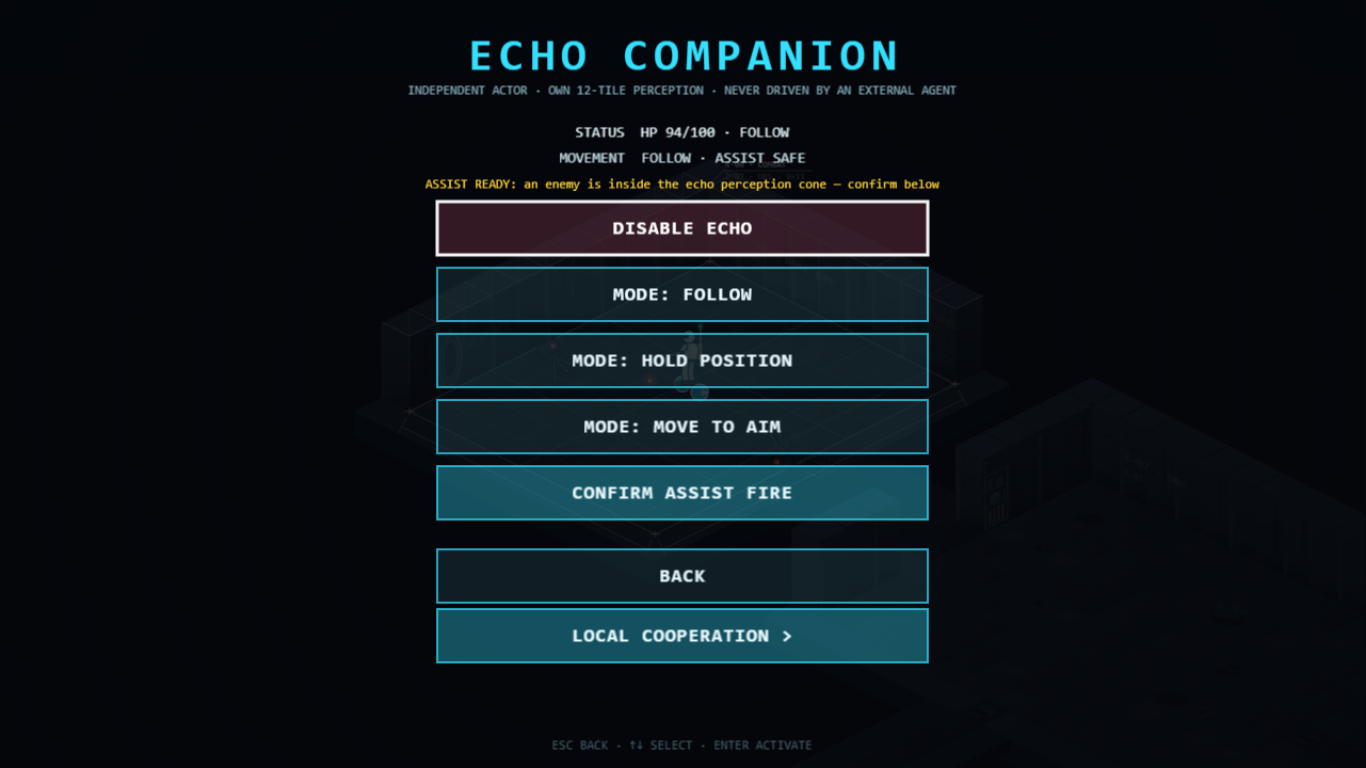 ECHO COMPANION
INDEPENDENT ACTOR · OWN 12-TILE PERCEPTION · NEVER DRIVEN BY AN EXTERNAL AGENT
STATUS  HP 94/100 · FOLLOW
MOVEMENT  FOLLOW · ASSIST SAFE
ASSIST READY: an enemy is inside the echo perception cone — confirm below
DISABLE ECHO
MODE: FOLLOW
MODE: HOLD POSITION
MODE: MOVE TO AIM
CONFIRM ASSIST FIRE
BACK
LOCAL COOPERATION >
ESC BACK · ↑↓ SELECT · ENTER ACTIVATE